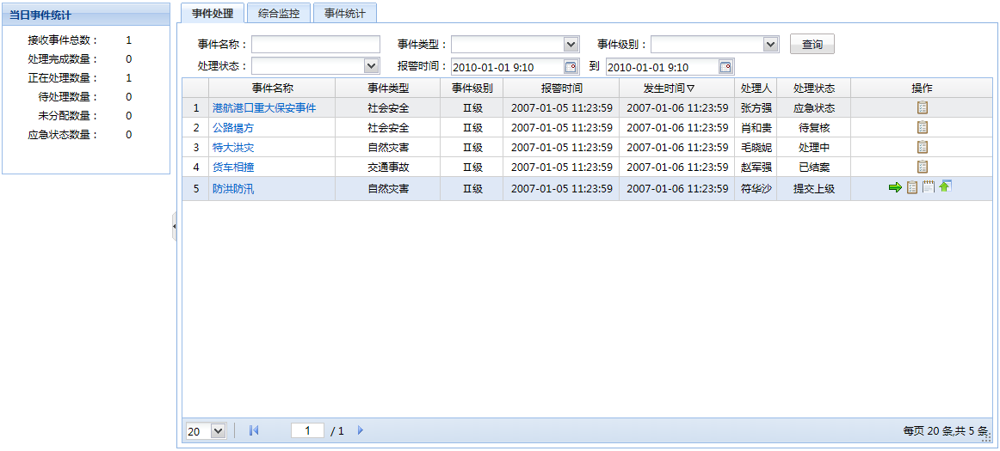 当日事件统计
接收事件总数： 1
处理完成数量： 0
正在处理数量： 1
待处理数量： 0
未分配数量： 0
应急状态数量： 0
事件处理 综合监控 事件统计
事件名称： 事件类型： 事件级别： 查询
处理状态： 报警时间： 2010-01-01 9:10 到 2010-01-01 9:10
事件名称 事件类型 事件级别 报警时间 发生时间 处理人 处理状态 操作
1 港航港口重大保安事件 社会安全 Ⅱ级 2007-01-05 11:23:59 2007-01-06 11:23:59 张方强 应急状态
2 公路塌方 社会安全 Ⅱ级 2007-01-05 11:23:59 2007-01-06 11:23:59 肖和贵 待复核
3 特大洪灾 自然灾害 Ⅱ级 2007-01-05 11:23:59 2007-01-06 11:23:59 毛晓妮 处理中
4 货车相撞 交通事故 Ⅱ级 2007-01-05 11:23:59 2007-01-06 11:23:59 赵军强 已结案
5 防洪防汛 自然灾害 Ⅱ级 2007-01-05 11:23:59 2007-01-06 11:23:59 符华沙 提交上级
20 1 / 1 每页 20 条,共 5 条